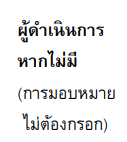 ผู้ดำเนินการ
หากไม่มี
(การมอบหมาย
ไม่ต้องกรอก)